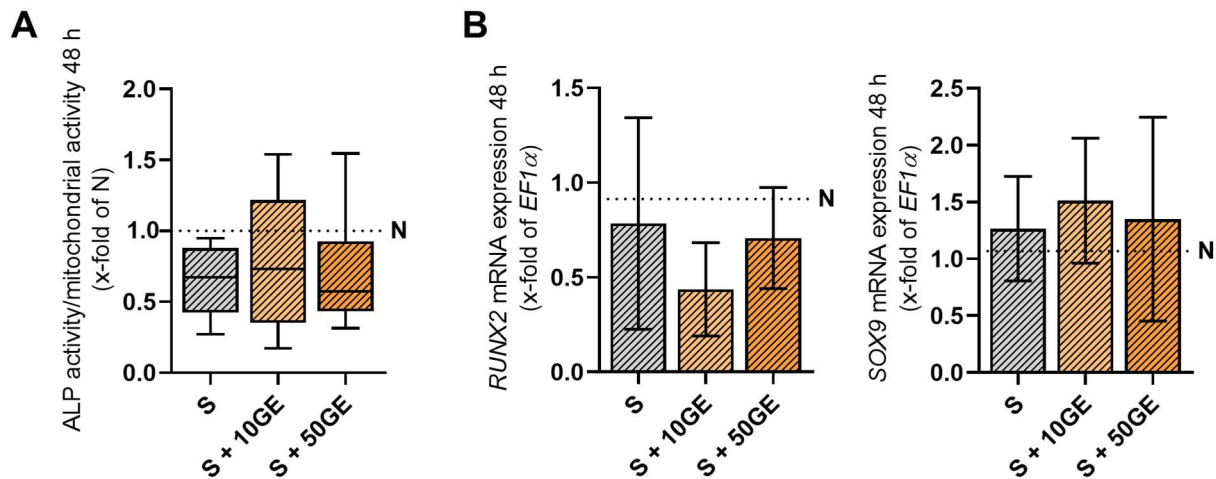 A
ALP activity/mitochondrial activity 48 h
(x-fold of N)
2.0
1.5
1.0
0.5
0.0
N
S
S + 10GE
S + 50GE
B
RUNX2 mRNA expression 48 h
(x-fold of EF1α)
1.5
1.0
0.5
0.0
N
S
S + 10GE
S + 50GE
SOX9 mRNA expression 48 h
(x-fold of EF1α)
2.5
2.0
1.5
1.0
0.5
0.0
N
S
S + 10GE
S + 50GE